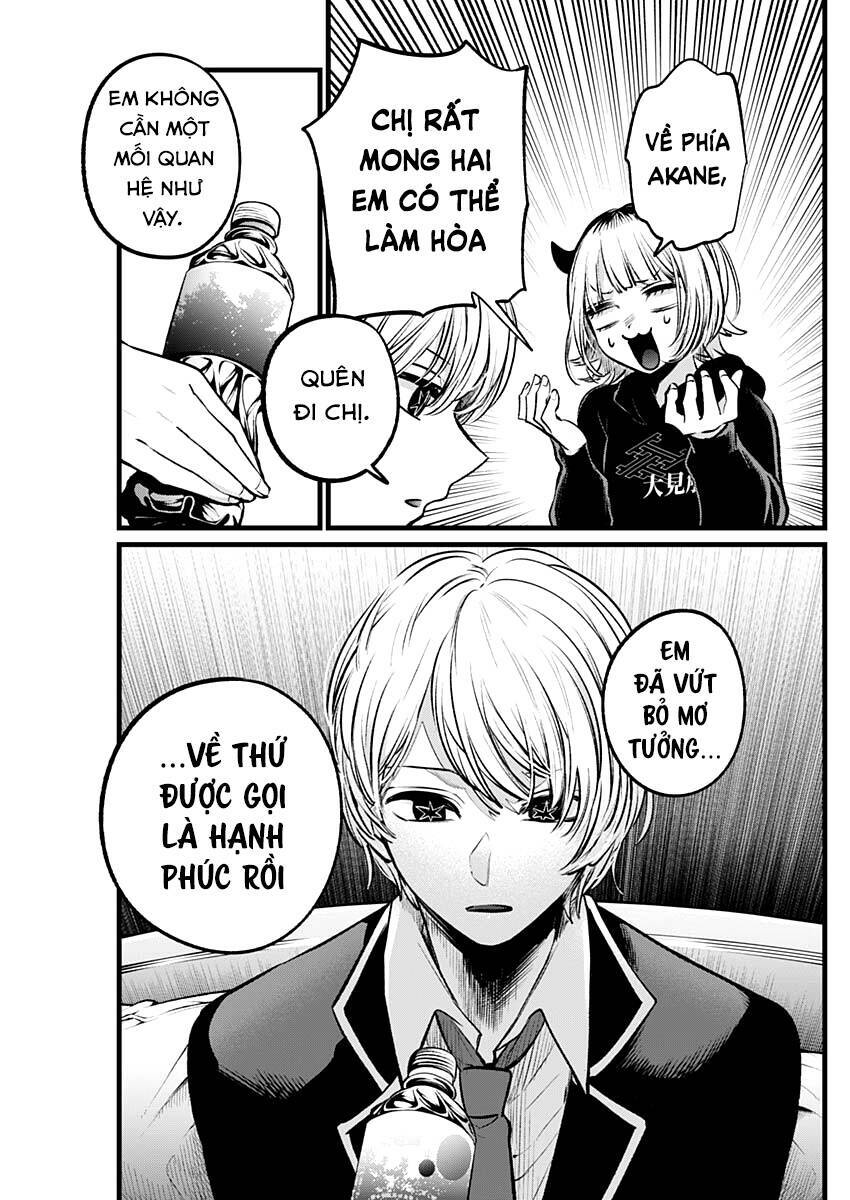 VỀ PHÍA
AKANE,
CHỊ RẤT
MONG HAI
EM CÓ THỂ
LÀM HÒA
QUÊN
ĐI CHỊ.
EM KHÔNG
CẦN MỘT
MỐI QUAN
HỆ NHƯ
VẬY.
EM
ĐÃ VỨT
BỎ MƠ
TƯỞNG...
...VỀ THỨ
ĐƯỢC GỌI
LÀ HẠNH
PHÚC RỒI